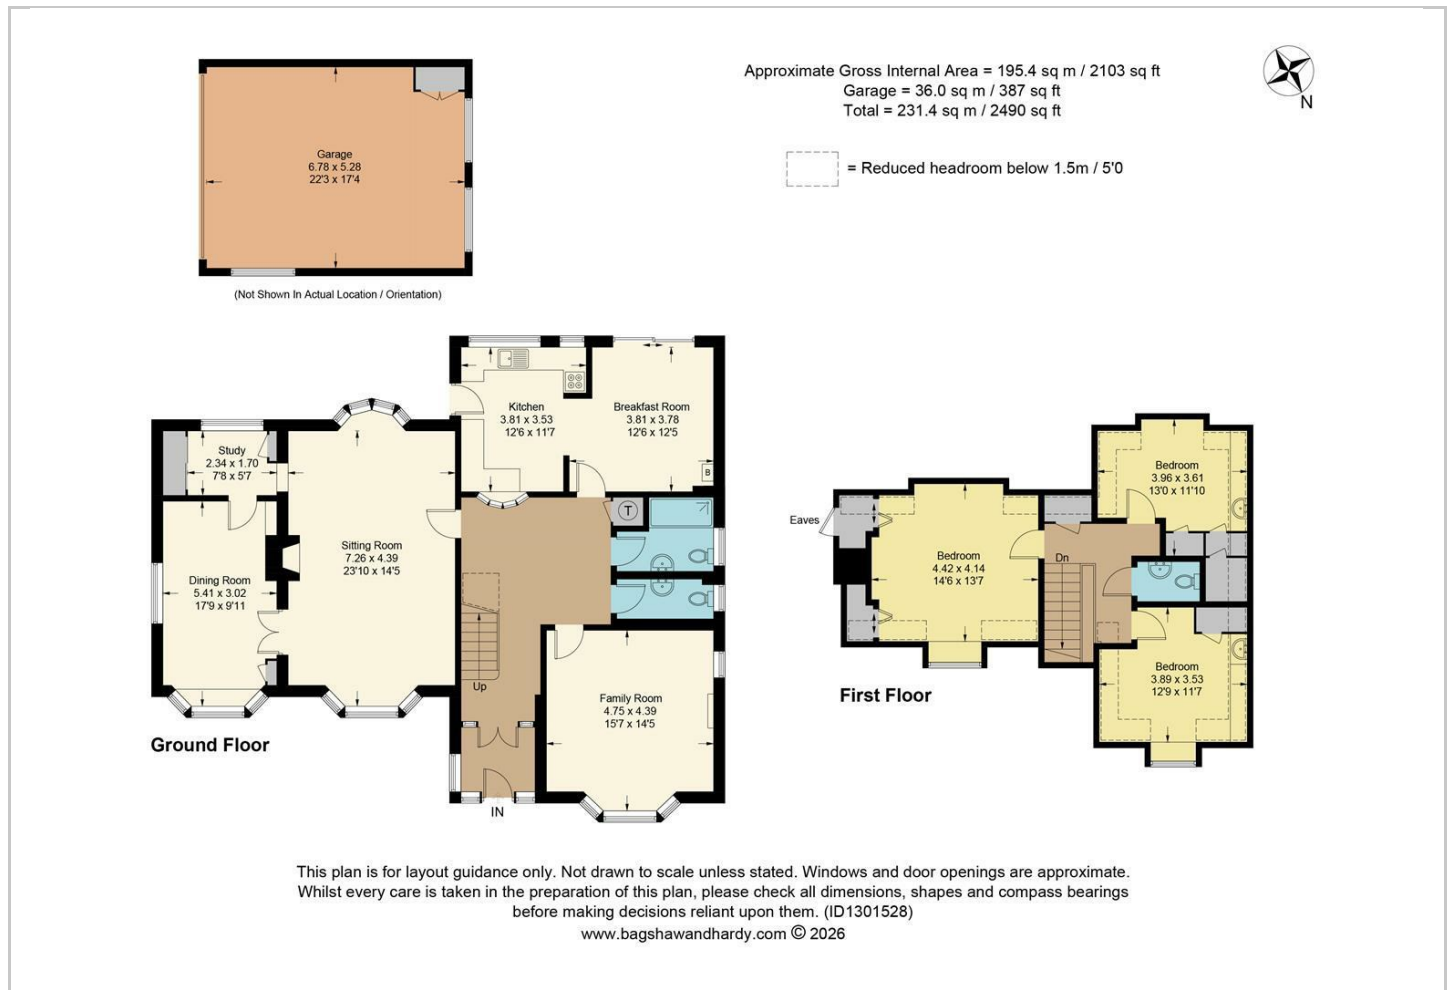 Approximate Gross Internal Area = 195.4 sq m / 2103 sq ft
Garage = 36.0 sq m / 387 sq ft
Total = 231.4 sq m / 2490 sq ft
N
= Reduced headroom below 1.5m / 5'0
Garage
6.78 x 5.28
22'3 x 17'4
(Not Shown In Actual Location / Orientation)
Kitchen
3.81 x 3.53
12'6 x 11'7
Breakfast Room
3.81 x 3.78
12'6 x 12'5
B
Study
2.34 x 1.70
7'8 x 5'7
T
Sitting Room
7.26 x 4.39
23'10 x 14'5
Dining Room
5.41 x 3.02
17'9 x 9'11
Up
Family Room
4.75 x 4.39
15'7 x 14'5
IN
Ground Floor
Eaves
Bedroom
3.96 x 3.61
13'0 x 11'10
Bedroom
4.42 x 4.14
14'6 x 13'7
Dn
Bedroom
3.89 x 3.53
12'9 x 11'7
First Floor
This plan is for layout guidance only. Not drawn to scale unless stated. Windows and door openings are approximate.
Whilst every care is taken in the preparation of this plan, please check all dimensions, shapes and compass bearings
before making decisions reliant upon them. (ID1301528)
www.bagshawandhardy.com © 2026